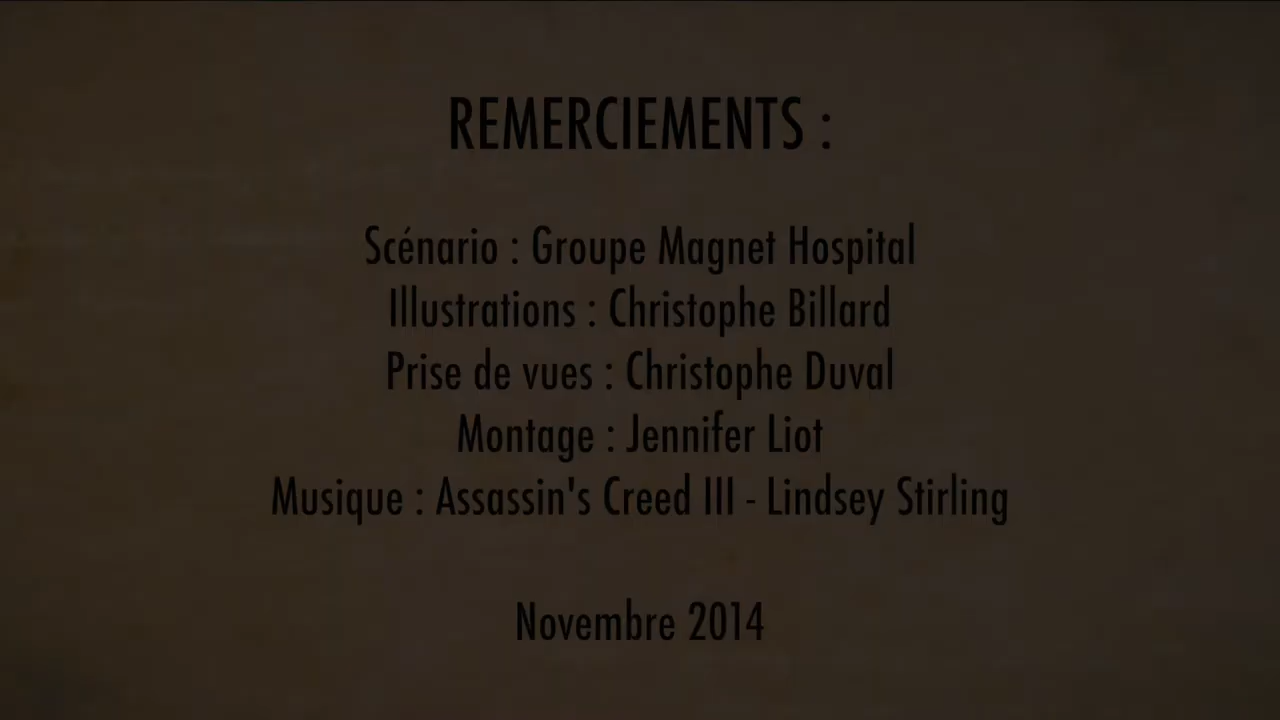 REMERCIEMENTS :
Scénario : Groupe Magnet Hospital
Illustrations : Christophe Billard
Prise de vues : Christophe Duval
Montage : Jennifer Liot
Musique : Assassin's Creed III - Lindsey Stirling
Novembre 2014